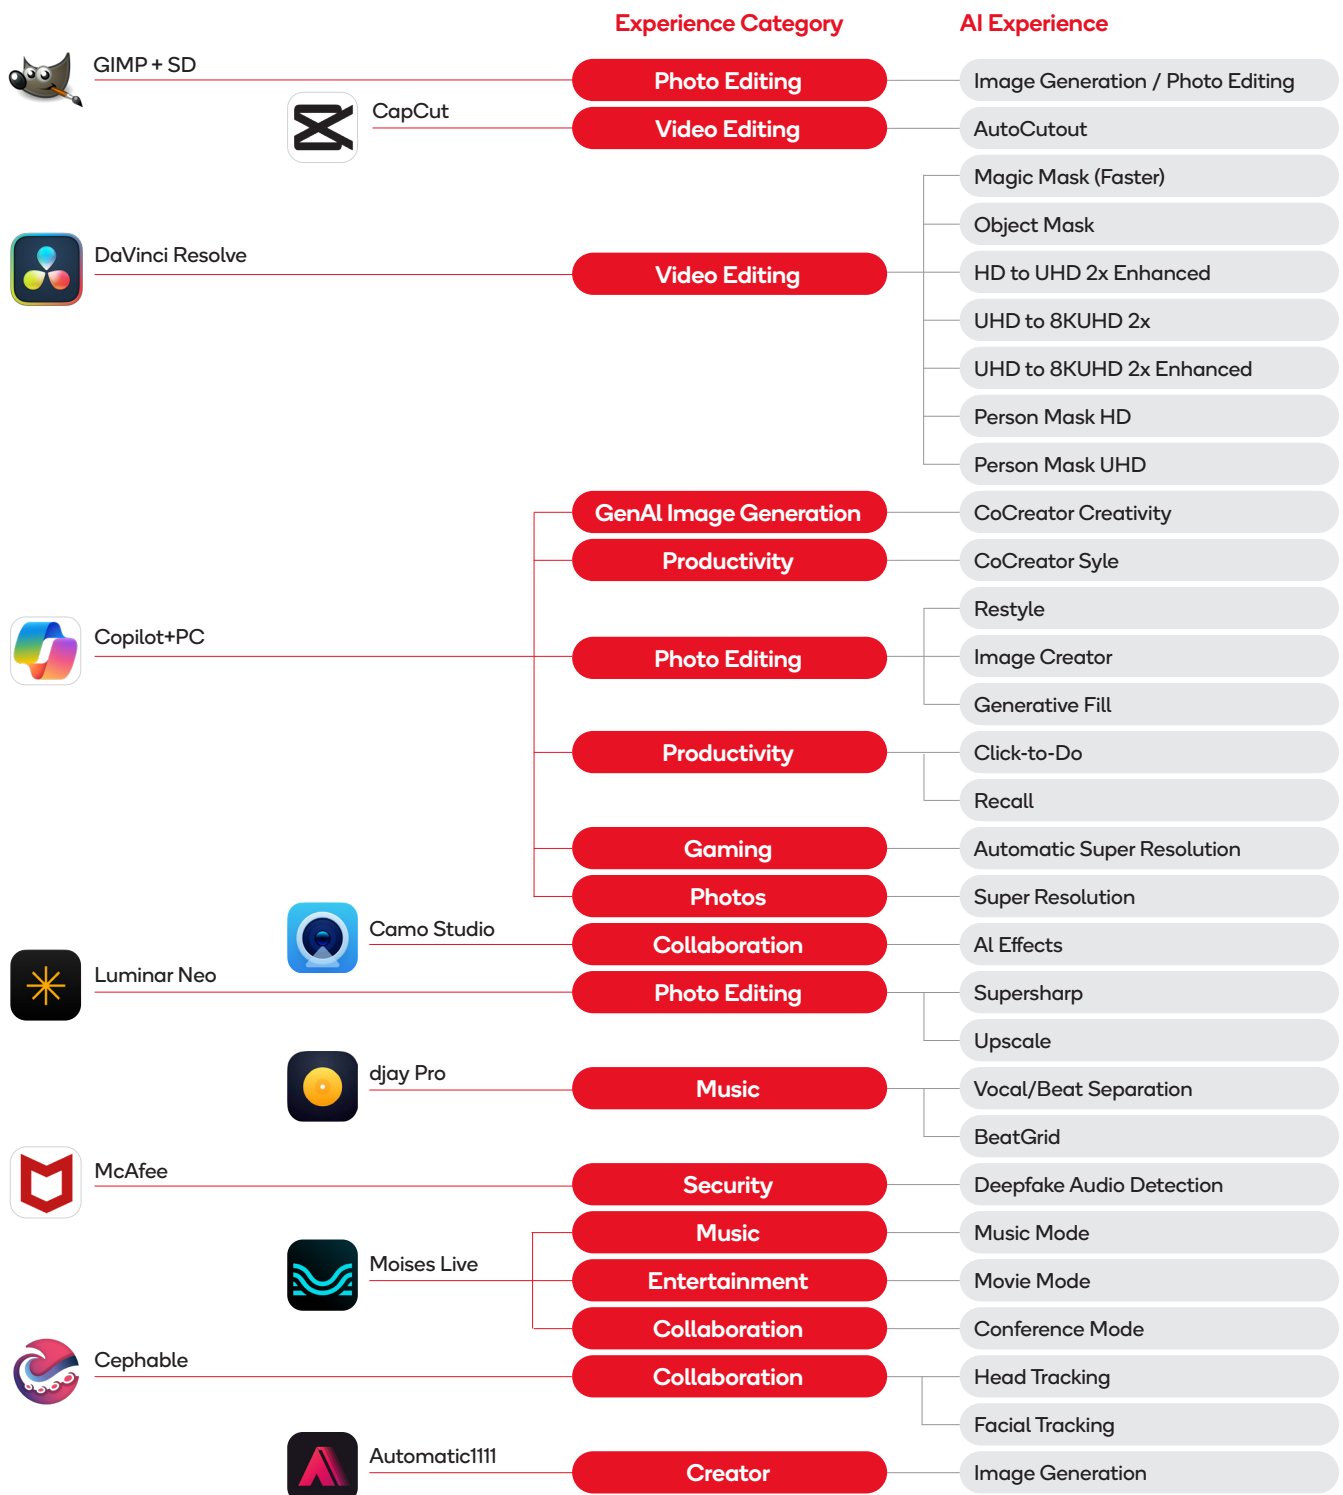 Experience Category
AI Experience
GIMP + SD
Photo Editing
Image Generation / Photo Editing
CapCut
Video Editing
AutoCutout
DaVinci Resolve
Video Editing
Magic Mask (Faster)
Object Mask
HD to UHD 2x Enhanced
UHD to 8KUHD 2x
UHD to 8KUHD 2x Enhanced
Person Mask HD
Person Mask UHD
Copilot+PC
GenAl Image Generation
CoCreator Creativity
Productivity
CoCreator Syle
Photo Editing
Restyle
Image Creator
Generative Fill
Productivity
Click-to-Do
Recall
Gaming
Automatic Super Resolution
Photos
Super Resolution
Camo Studio
Collaboration
Al Effects
Luminar Neo
Photo Editing
Supersharp
Upscale
djay Pro
Music
Vocal/Beat Separation
BeatGrid
McAfee
Security
Deepfake Audio Detection
Moises Live
Music
Music Mode
Entertainment
Movie Mode
Collaboration
Conference Mode
Cephable
Collaboration
Head Tracking
Facial Tracking
Automatic1111
Creator
Image Generation